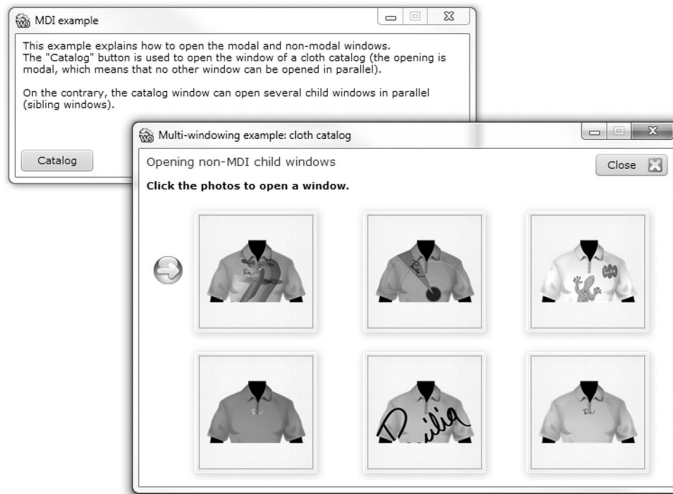 MDI example
This example explains how to open the modal and non-modal windows.
The "Catalog" button is used to open the window of a cloth catalog (the opening is
modal, which means that no other window can be opened in parallel).
On the contrary, the catalog window can open several child windows in parallel
(sibling windows).
Catalog
Multi-windowing example: cloth catalog
Opening non-MDI child windows
Close
Click the photos to open a window.